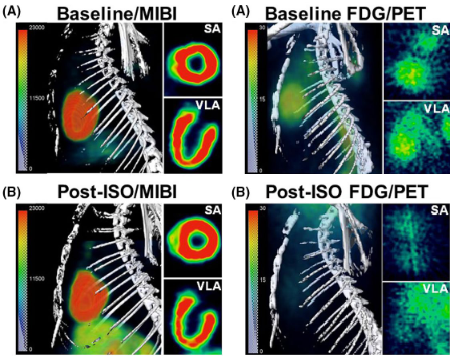 (A) Baseline/MIBI
23000
11500
0
SA
VLA
(A) Baseline FDG/PET
30
15
0
SA
VLA
(B) Post-ISO/MIBI
23000
11500
0
SA
VLA
(B) Post-ISO FDG/PET
30
15
0
SA
VLA